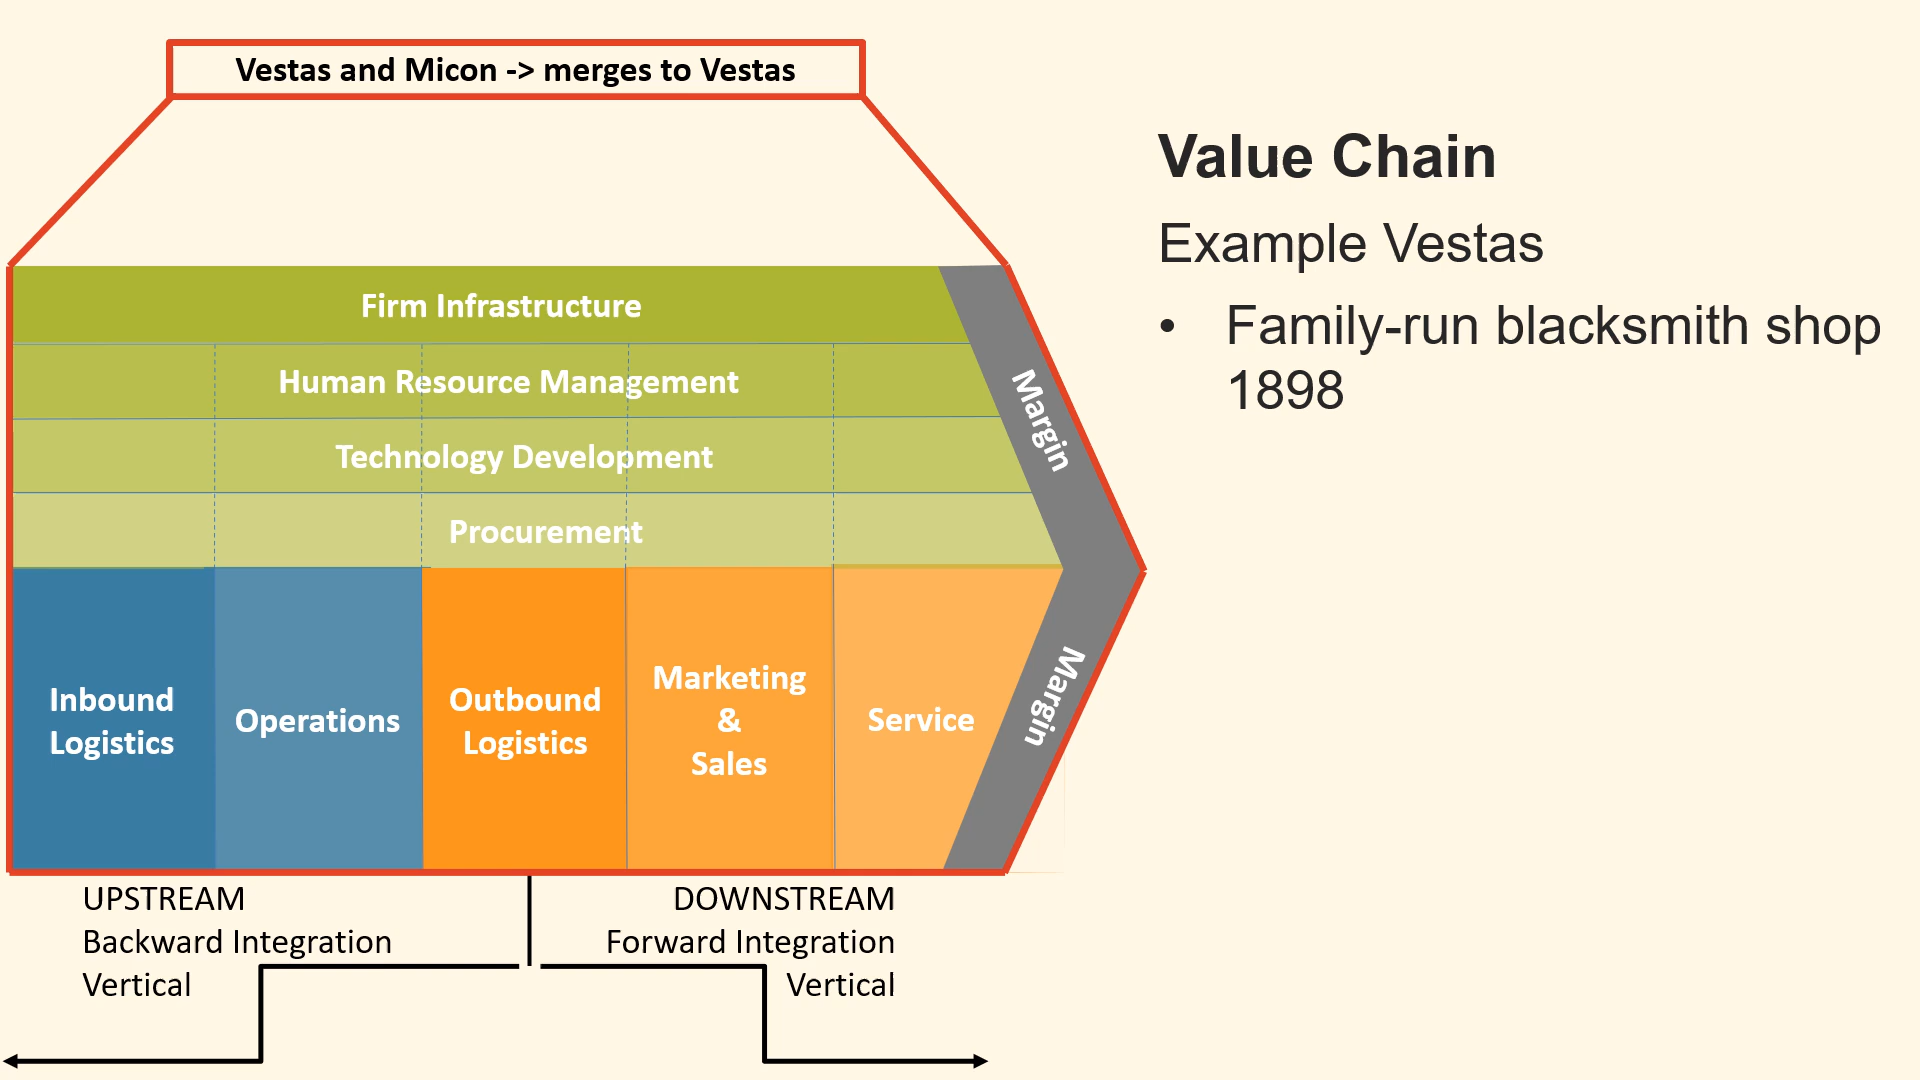 Vestas and Micon -> merges to Vestas
Value Chain
Example Vestas
• Family-run blacksmith shop
1898
Firm Infrastructure
Human Resource Management
Technology Development
Procurement
Margin
Inbound
Logistics
Operations
Outbound
Logistics
Marketing
&
Sales
Service
Margin
UPSTREAM
Backward Integration
Vertical
DOWNSTREAM
Forward Integration
Vertical